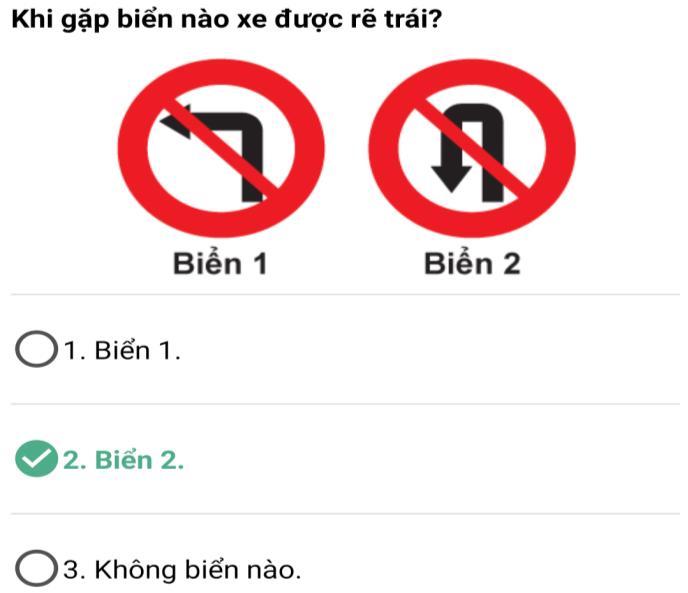 Khi gặp biển nào xe được rẽ trái?
Biển 1
Biển 2
1. Biển 1.
2. Biển 2.
3. Không biển nào.